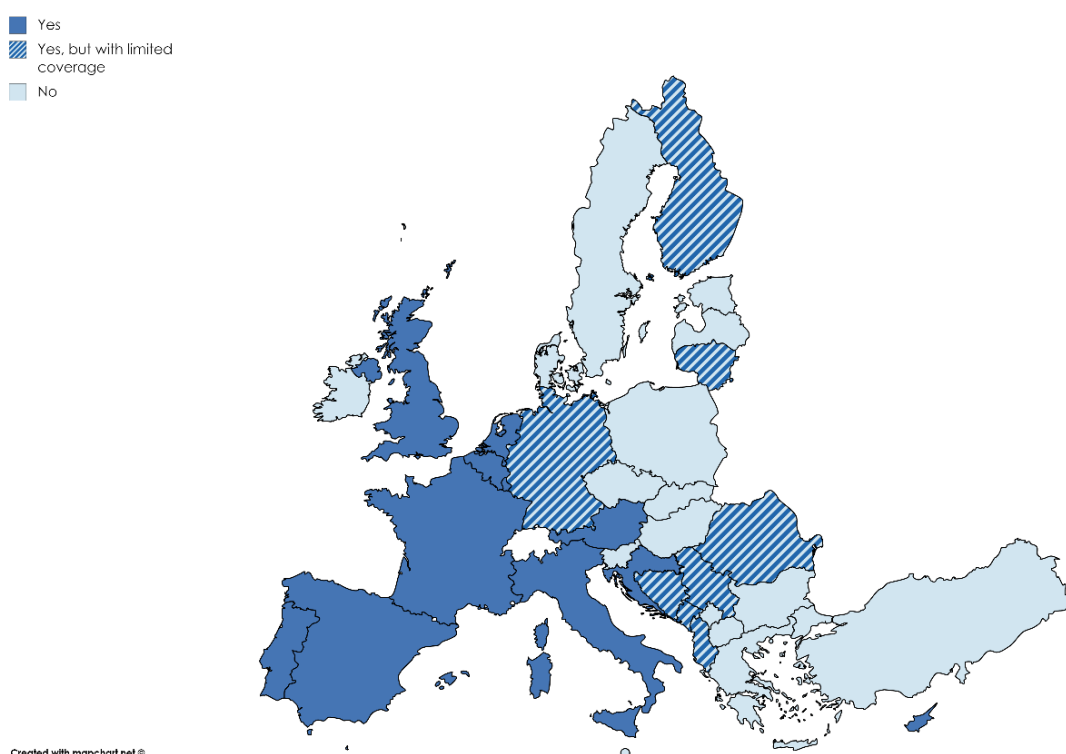 Yes
Yes, but with limited
coverage
No
Created with mapchart.net ©